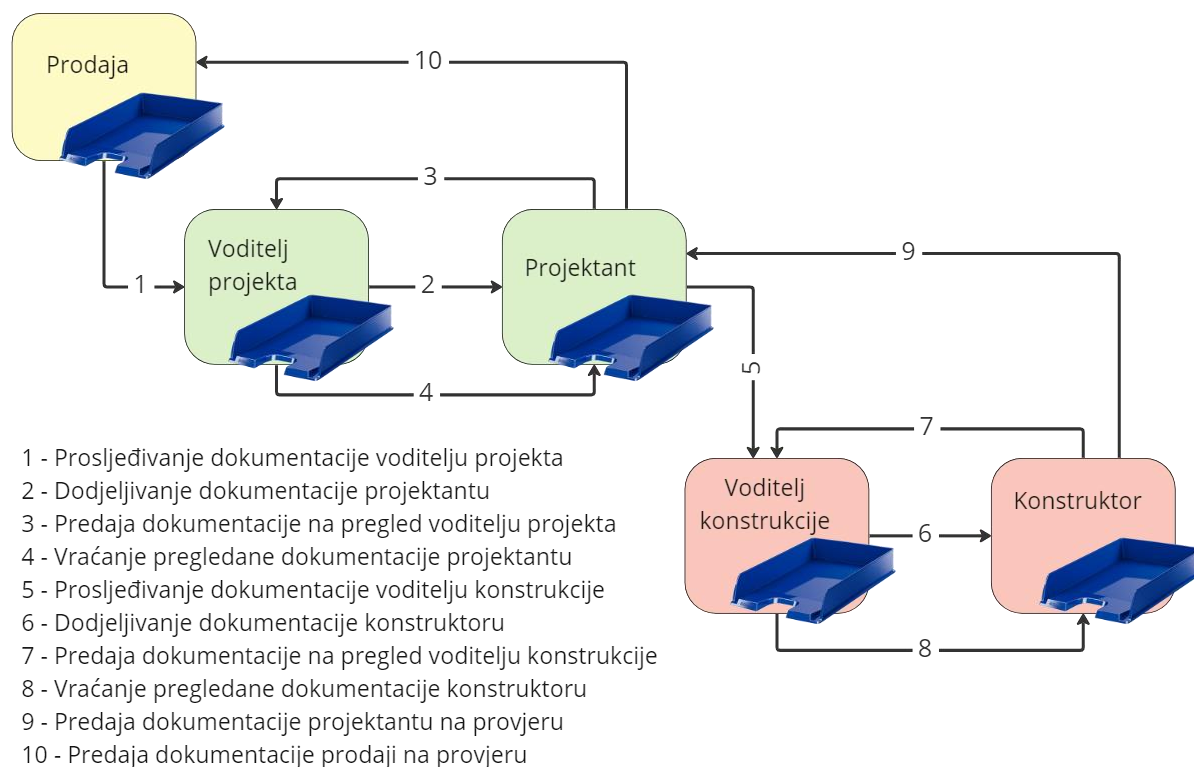 Prodaja
10
3
Voditelj
projekta
Projektant
9
1
2
5
4
7
Voditelj
konstrukcije
Konstruktor
6
8
1 - Prosljeđivanje dokumentacije voditelju projekta
2 - Dodjeljivanje dokumentacije projektantu
3 - Predaja dokumentacije na pregled voditelju projekta
4 - Vraćanje pregledane dokumentacije projektantu
5 - Prosljeđivanje dokumentacije voditelju konstrukcije
6 - Dodjeljivanje dokumentacije konstruktoru
7 - Predaja dokumentacije na pregled voditelju konstrukcije
8 - Vraćanje pregledane dokumentacije konstruktoru
9 - Predaja dokumentacije projektantu na provjeru
10 - Predaja dokumentacije prodaji na provjeru